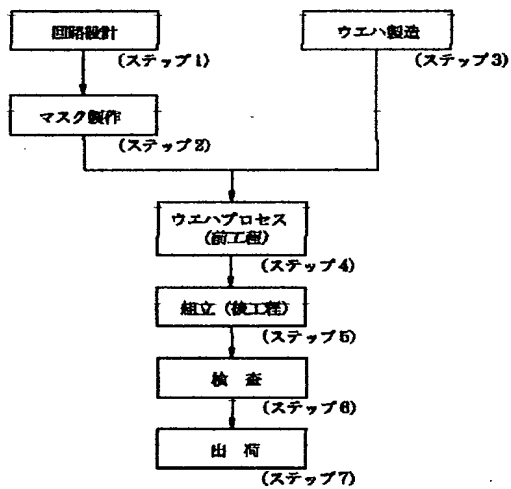 回路設計
(ステップ1)
ウエハ製造
(ステップ3)
マスク製作
(ステップ2)
ウエハプロセス
(前工程)
(ステップ4)
組立(後工程)
(ステップ5)
検 査
(ステップ6)
出 荷
(ステップ7)